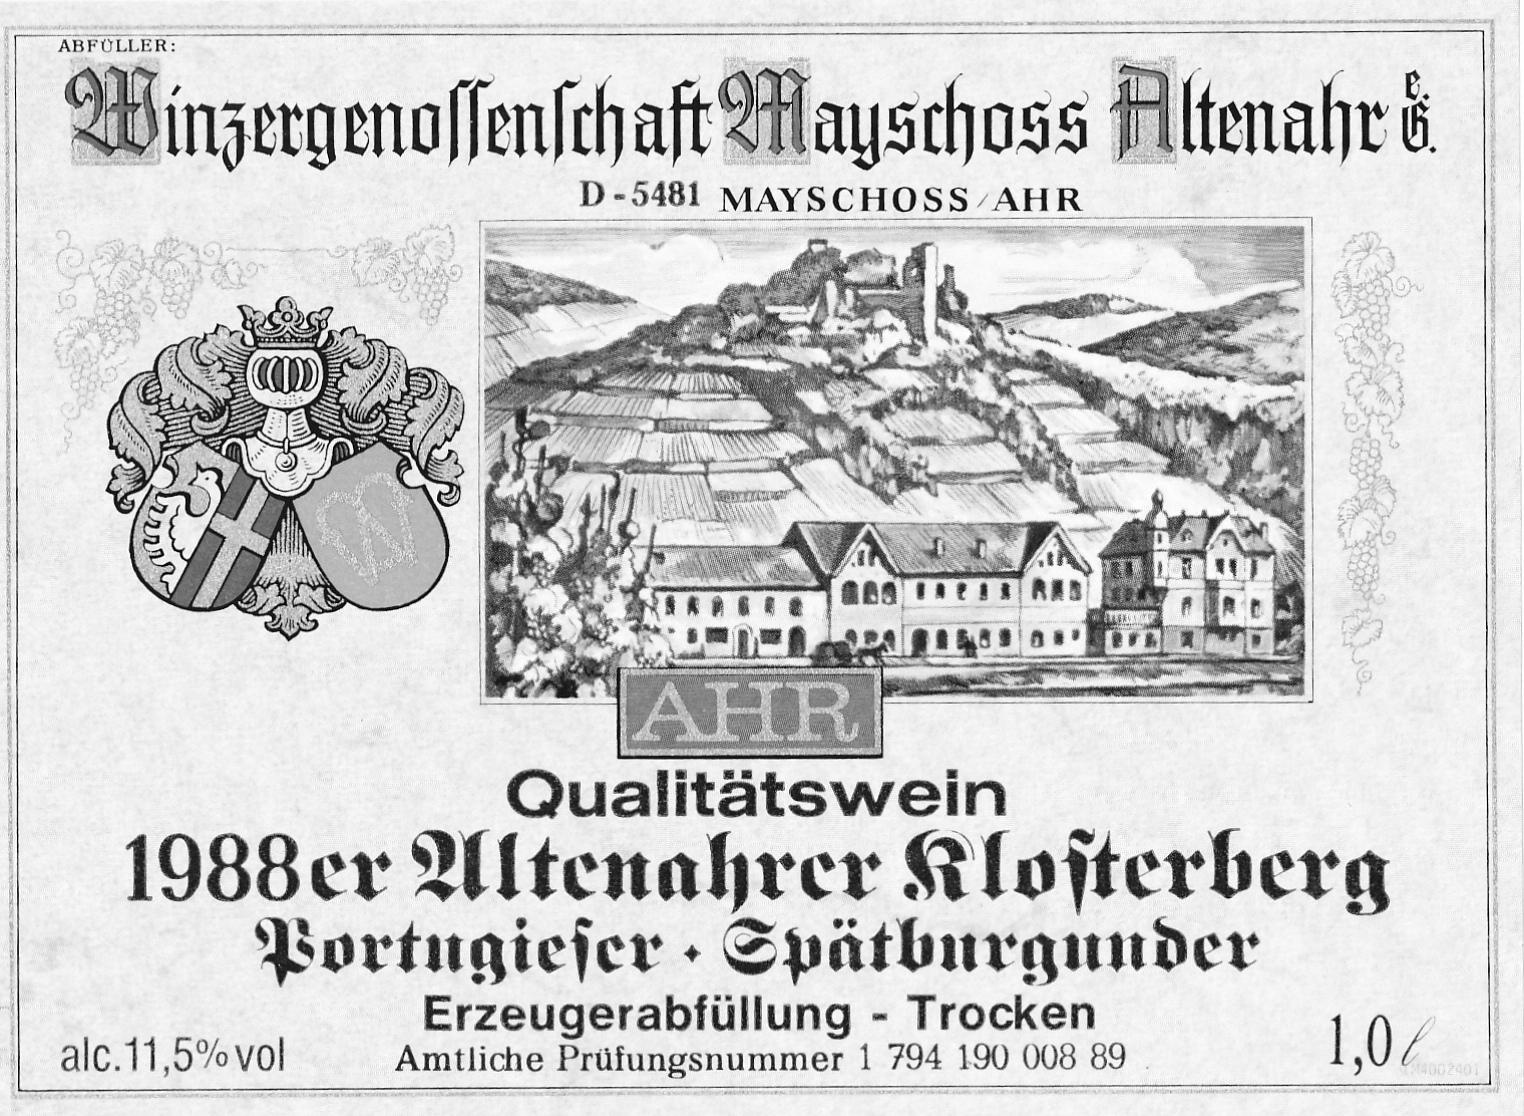 ABFÜLLER:
Winzergenossenschaft Mayschoss Altenahr e.G.
D-5481 MAYSCHOSS/AHR
AHR
Qualitätswein
1988er Altenahrer Klosterberg
Portugieser · Spätburgunder
Erzeugerabfüllung - Trocken
alc.11,5% vol
Amtliche Prüfungsnummer 1 794 190 008 89
1,0 l